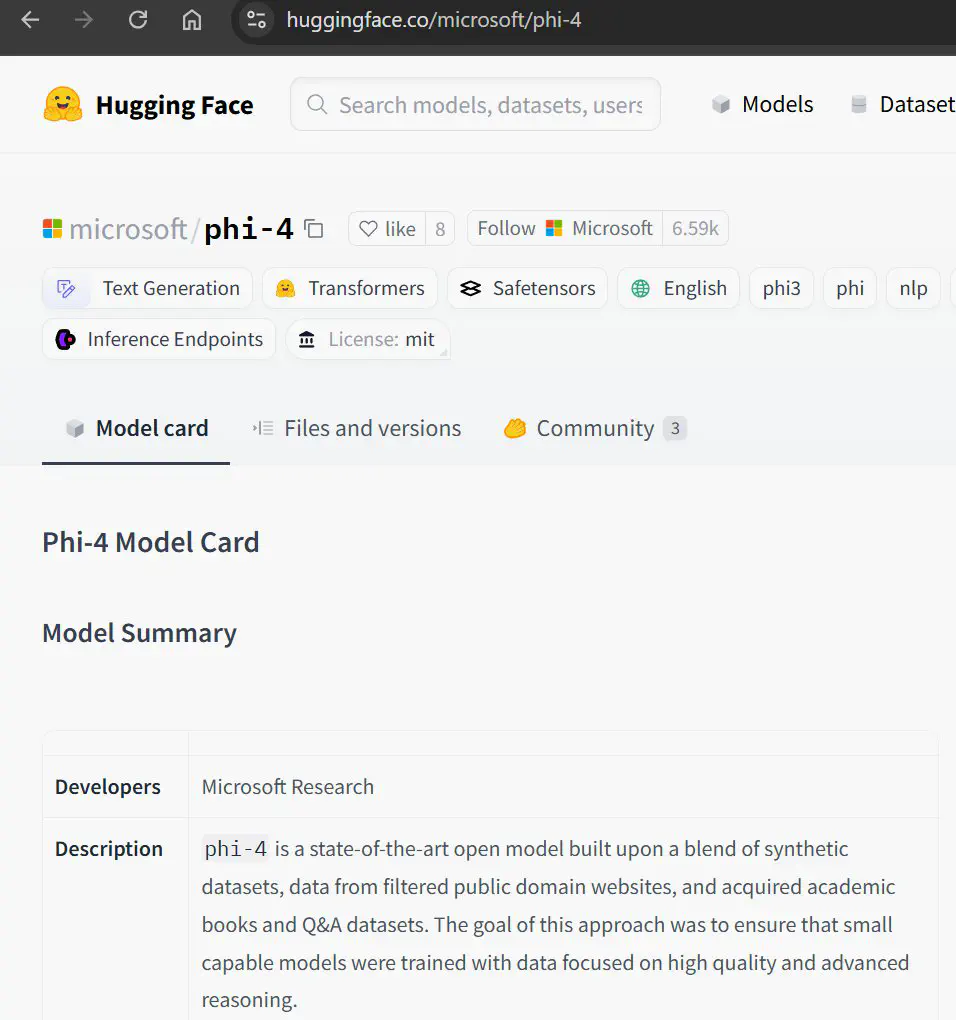 huggingface.co/microsoft/phi-4
Hugging Face
Search models, datasets, users
Models
Dataset
microsoft/phi-4
like 8
Follow Microsoft 6.59k
Text Generation Transformers Safetensors English phi3 phi nlp
Inference Endpoints License: mit
Model card Files and versions Community 3
Phi-4 Model Card
Model Summary
Developers Microsoft Research
Description phi-4 is a state-of-the-art open model built upon a blend of synthetic
datasets, data from filtered public domain websites, and acquired academic
books and Q&A datasets. The goal of this approach was to ensure that small
capable models were trained with data focused on high quality and advanced
reasoning.